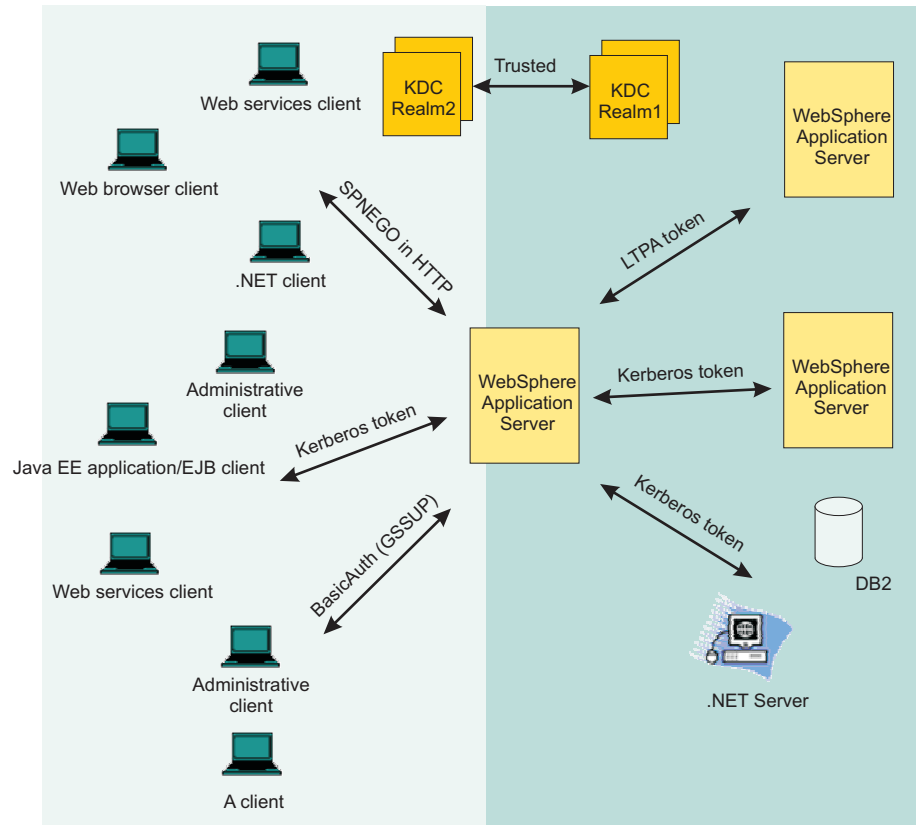 Web services client
KDC
Realm2
Trusted
KDC
Realm1
WebSphere
Application
Server
Web browser client
SPNEGO in HTTP
LTPA token
.NET client
Administrative
client
WebSphere
Application
Server
Kerberos token
WebSphere
Application
Server
Java EE application/EJB client
Kerberos token
Kerberos token
Web services client
BasicAuth (GSSUP)
DB2
Administrative
client
.NET Server
A client